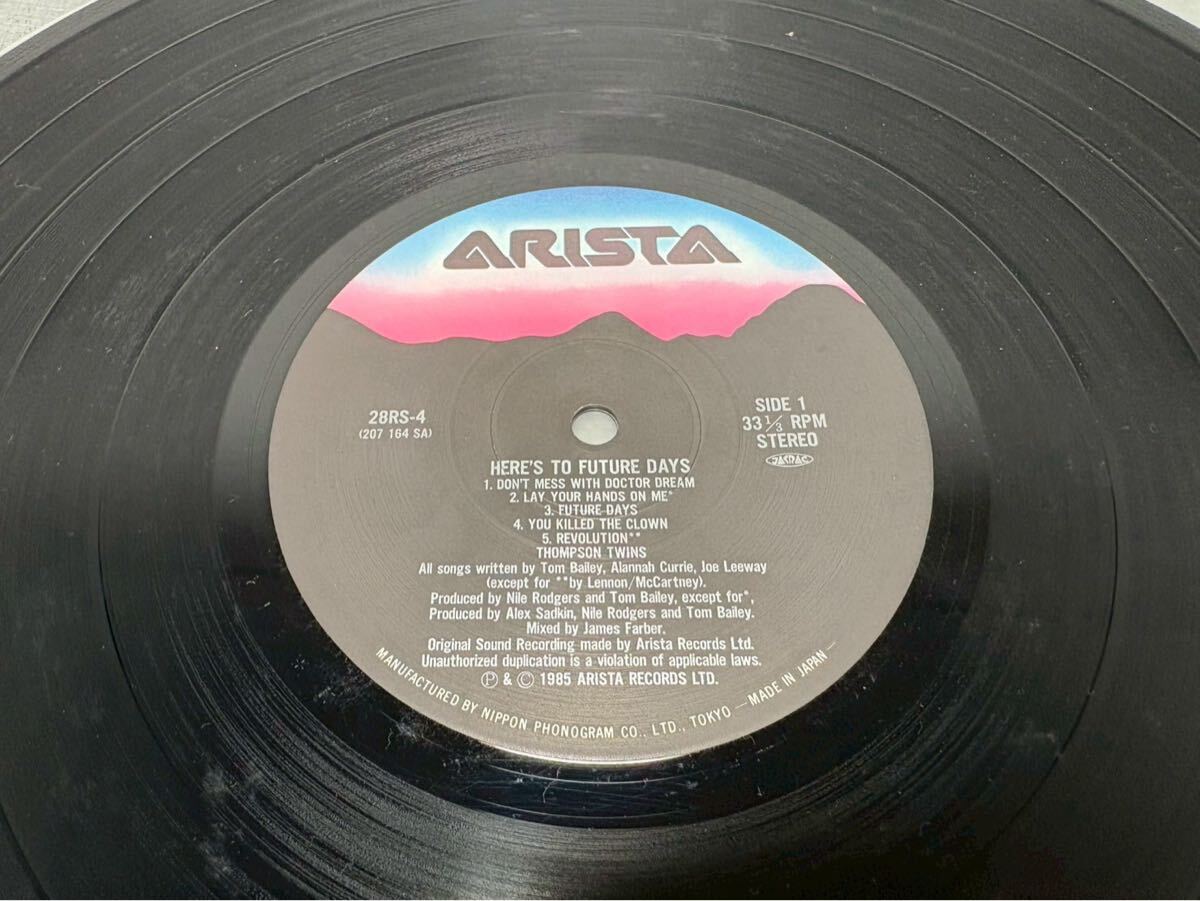 ARISTA
28RS-4
(207 164 SA)
SIDE 1
33 1/3 RPM
STEREO
JASRAC
HERE'S TO FUTURE DAYS
1. DON'T MESS WITH DOCTOR DREAM
2. LAY YOUR HANDS ON ME*
3. FUTURE DAYS
4. YOU KILLED THE CLOWN
5. REVOLUTION**
THOMPSON TWINS
All songs written by Tom Bailey, Alannah Currie, Joe Leeway
(except for **by Lennon/McCartney).
Produced by Nile Rodgers and Tom Bailey, except for*,
Produced by Alex Sadkin, Nile Rodgers and Tom Bailey.
Mixed by James Farber.
Original Sound Recording made by Arista Records Ltd.
Unauthorized duplication is a violation of applicable laws.
Ⓟ & Ⓒ 1985 ARISTA RECORDS LTD.
MANUFACTURED BY NIPPON PHONOGRAM CO., LTD., TOKYO —MADE IN JAPAN—